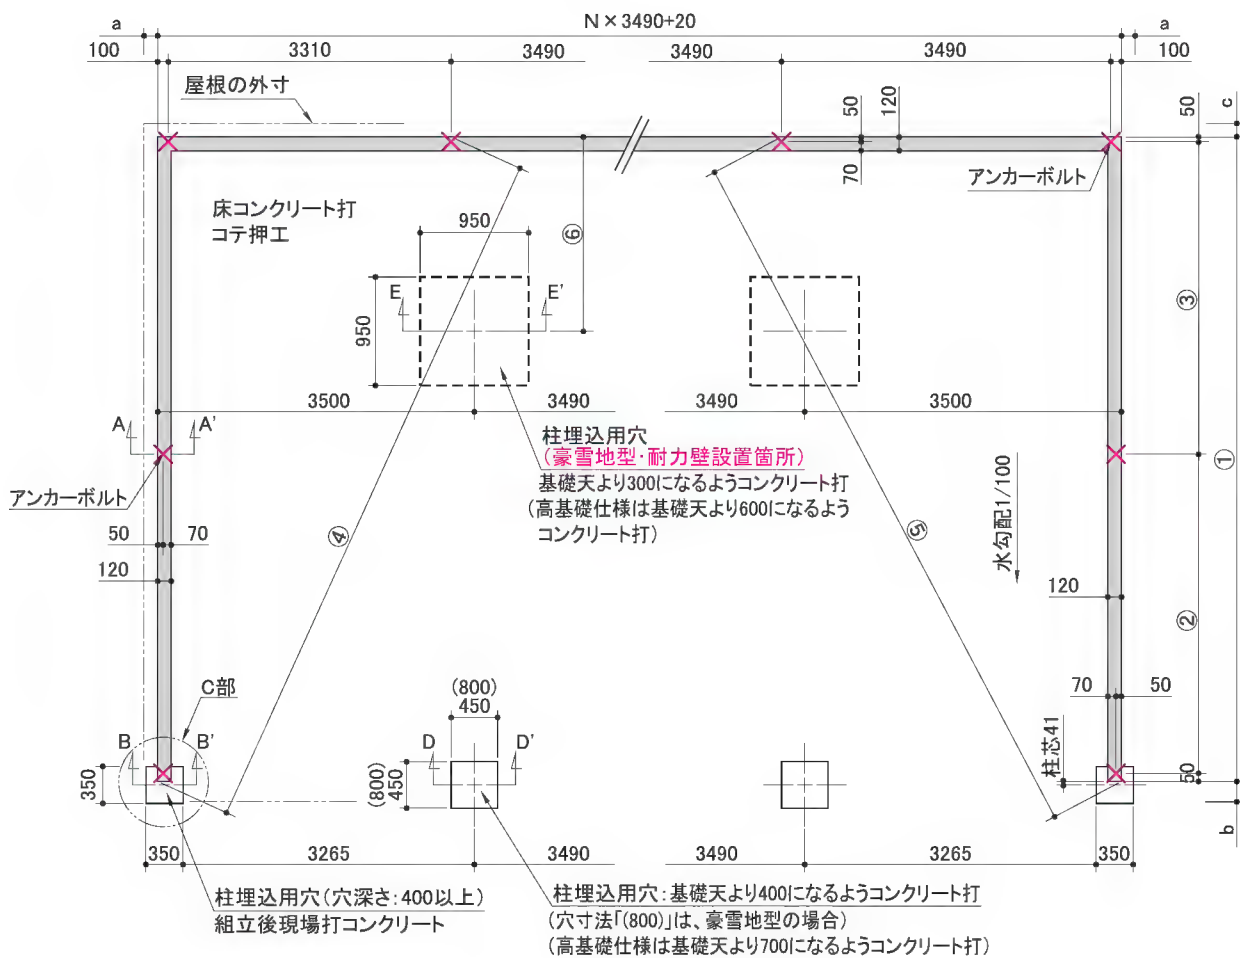 a
N×3490+20
a
100
3310
3490
3490
3490
100
屋根の外寸
50
120
50
c
70
アンカーボルト
床コンクリート打
コテ押工
950
⑥
E
E'
950
③
3500
3490
3490
3500
A
A'
柱埋込用穴
(豪雪地型・耐力壁設置箇所)
基礎天より300になるようコンクリート打
(高基礎仕様は基礎天より600になるよう
コンクリート打)
①
アンカーボルト
水勾配1/100
50
70
④
⑤
120
120
②
C部
(800)
450
70
50
柱芯41
B
B'
D
D'
350
(800)
450
50
b
350
3265
3490
3490
3265
350
柱埋込用穴(穴深さ:400以上)
組立後現場打コンクリート
柱埋込用穴:基礎天より400になるようコンクリート打
(穴寸法「(800)」は、豪雪地型の場合)
(高基礎仕様は基礎天より700になるようコンクリート打)